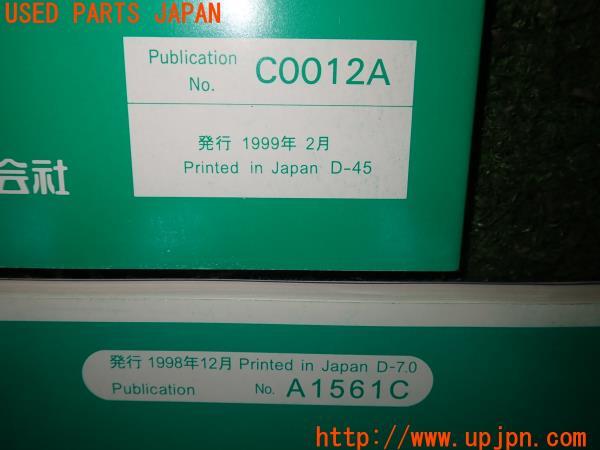 USED PARTS JAPAN
Publication
No. C0012A
発行 1999年 2月
Printed in Japan D-45
会社
発行 1998年12月 Printed in Japan D-7.0
Publication No. A1561C
http://www.upjpn.com